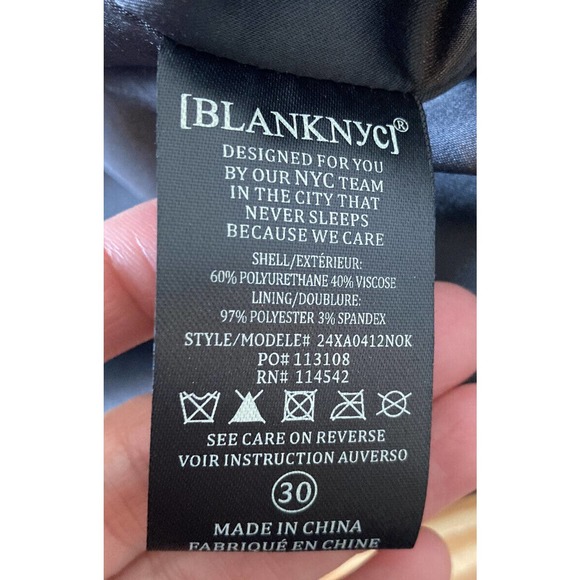 [BLANKNYC]®
DESIGNED FOR YOU
BY OUR NYC TEAM
IN THE CITY THAT
NEVER SLEEPS
BECAUSE WE CARE
SHELL/EXTÉRIEUR:
60% POLYURETHANE 40% VISCOSE
LINING/DOUBLURE:
97% POLYESTER 3% SPANDEX
STYLE/MODELE# 24XA0412NOK
PO# 113108
RN# 114542
SEE CARE ON REVERSE
VOIR INSTRUCTION AUVERSO
30
MADE IN CHINA
FABRIQUÉ EN CHINE